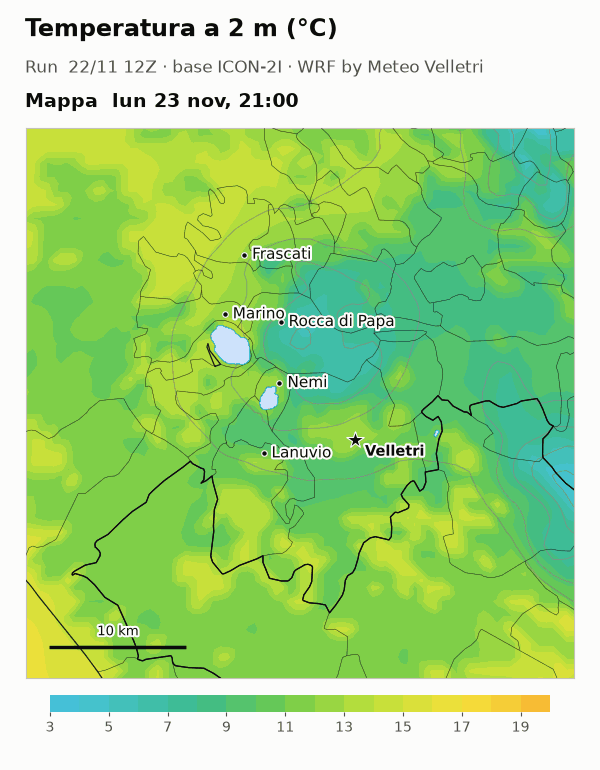 Temperatura a 2 m (°C)
Run  22/11 12Z · base ICON-2I · WRF by Meteo Velletri
Mappa  lun 23 nov, 21:00
Frascati
Marino
Rocca di Papa
Nemi
Velletri
Lanuvio
10 km
3 5 7 9 11 13 15 17 19